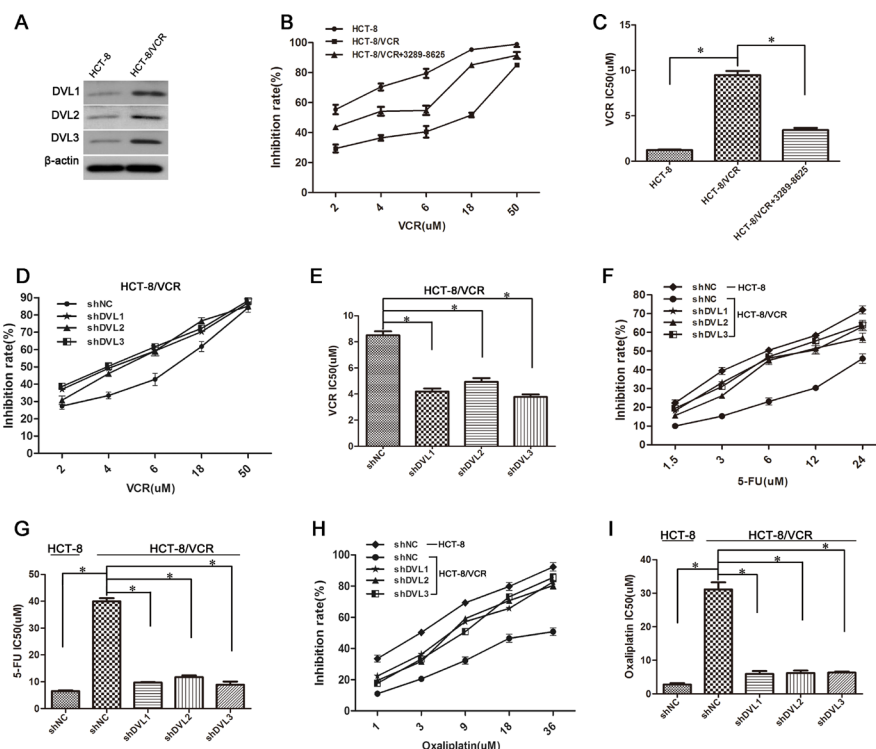 A
HCT-8
HCT-8/VCR
DVL1
DVL2
DVL3
β-actin
B
HCT-8
HCT-8/VCR
HCT-8/VCR+3289-8625
Inhibition rate(%)
100
80
60
40
20
0
2
4
6
18
50
VCR(uM)
C
VCR IC50(uM)
15
10
5
0
*
*
HCT-8
HCT-8/VCR
HCT-8/VCR+3289-8625
D
HCT-8/VCR
shNC
shDVL1
shDVL2
shDVL3
Inhibition rate(%)
90
80
70
60
50
40
30
20
10
0
2
4
6
18
50
VCR(uM)
E
HCT-8/VCR
VCR IC50(uM)
10
8
6
4
2
0
*
*
*
shNC
shDVL1
shDVL2
shDVL3
F
shNC HCT-8
shNC
shDVL1
shDVL2
shDVL3
HCT-8/VCR
Inhibition rate(%)
80
70
60
50
40
30
20
10
0
1.5
3
6
12
24
5-FU(uM)
G
HCT-8
HCT-8/VCR
5-FU IC50(uM)
50
40
30
20
10
0
*
*
*
*
shNC
shNC
shDVL1
shDVL2
shDVL3
H
shNC HCT-8
shNC
shDVL1
shDVL2
shDVL3
HCT-8/VCR
Inhibition rate(%)
100
80
60
40
20
0
1
3
9
18
36
Oxaliplatin(uM)
I
HCT-8
HCT-8/VCR
Oxaliplatin IC50(uM)
40
30
20
10
0
*
*
*
*
shNC
shNC
shDVL1
shDVL2
shDVL3